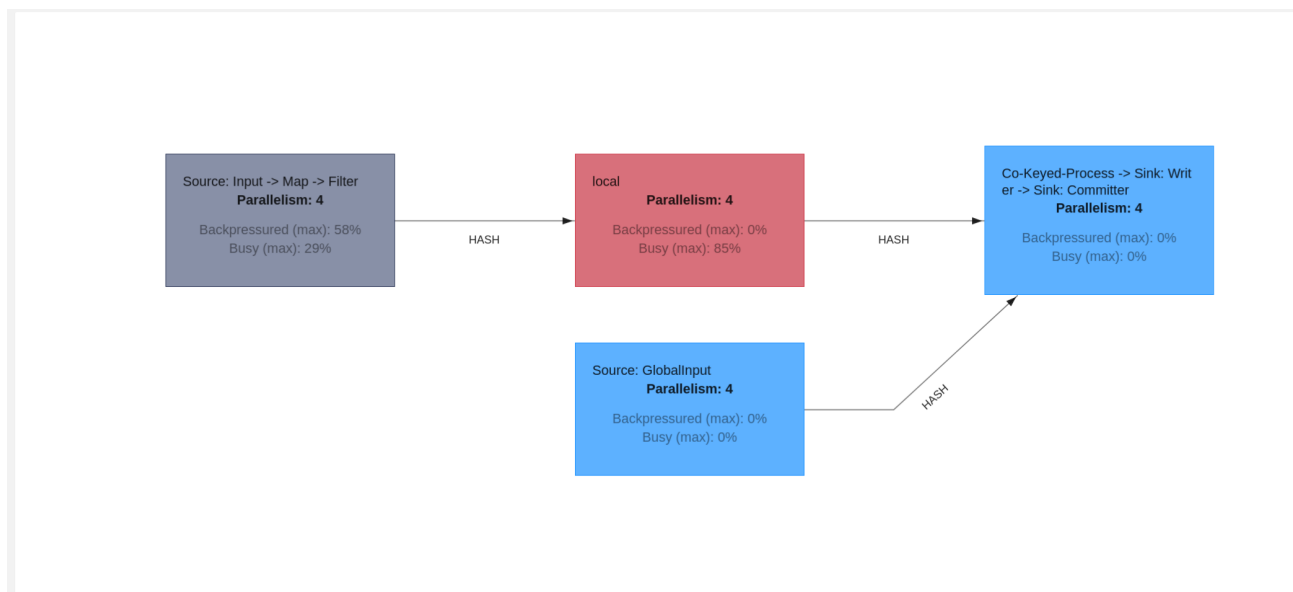 Source: Input -> Map -> Filter
Parallelism: 4
Backpressured (max): 58%
Busy (max): 29%
HASH
local
Parallelism: 4
Backpressured (max): 0%
Busy (max): 85%
HASH
Co-Keyed-Process -> Sink: Writ
er -> Sink: Committer
Parallelism: 4
Backpressured (max): 0%
Busy (max): 0%
Source: GlobalInput
Parallelism: 4
Backpressured (max): 0%
Busy (max): 0%
HASH